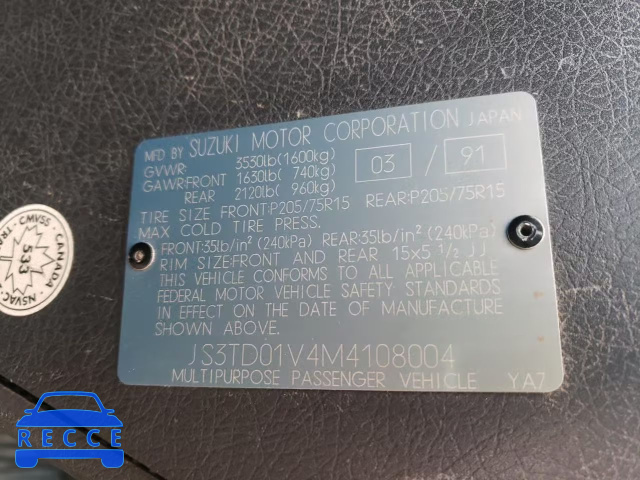 MFD BY SUZUKI MOTOR CORPORATION JAPAN
GVWR: 3530lb(1600kg)
GAWR:FRONT 1630lb( 740kg)
REAR 2120lb( 960kg)
03 / 91
TIRE SIZE FRONT:P205/75R15 REAR:P205/75R15
MAX COLD TIRE PRESS.
FRONT:35lb/in² (240kPa) REAR:35lb/in² (240kPa)
RIM SIZE:FRONT AND REAR 15x5 1/2 JJ
THIS VEHICLE CONFORMS TO ALL APPLICABLE
FEDERAL MOTOR VEHICLE SAFETY STANDARDS
IN EFFECT ON THE DATE OF MANUFACTURE
SHOWN ABOVE.
JS3TD01V4M4108004
MULTIPURPOSE PASSENGER VEHICLE YA7
CMVSS CANADA
533
NSVAC
RECCE